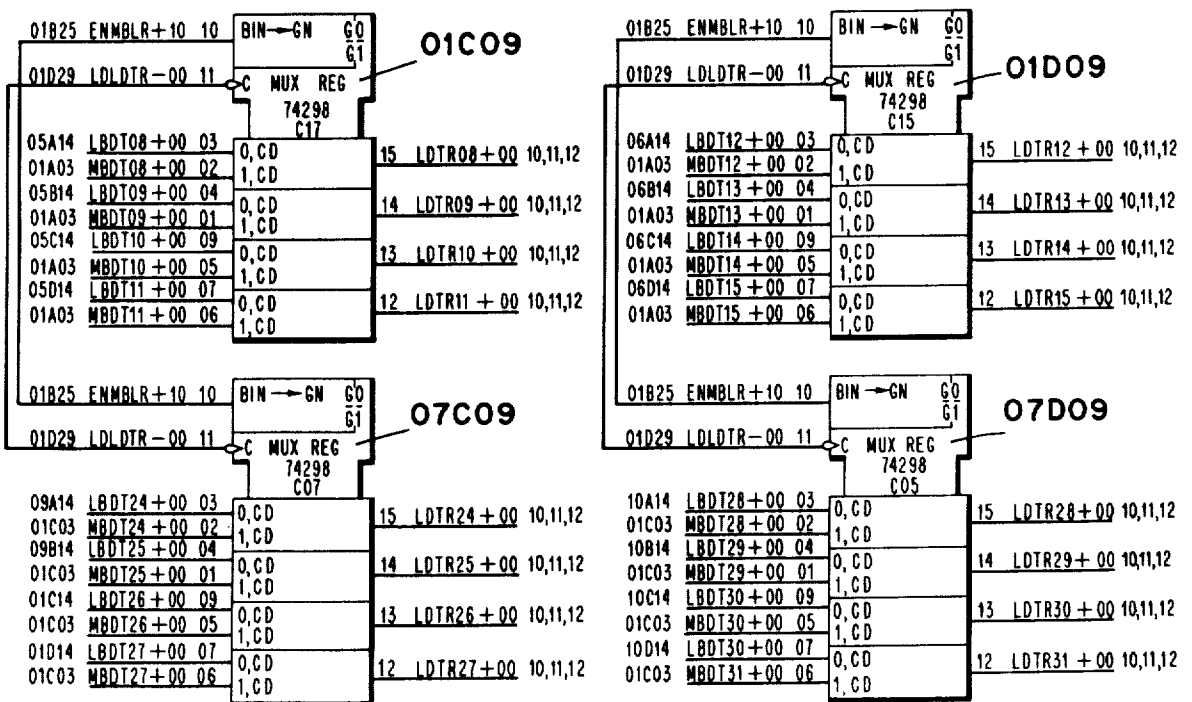 01B25 ENMBLR+10 10 BIN→GN G0
G1
01C09
01D29 LDLDTR-00 11 C MUX REG
74298
C17
05A14 LBDT08+00 03 0,CD
15 LDTR08+00 10,11,12
01A03 MBDT08+00 02 1,CD
05B14 LBDT09+00 04 0,CD
14 LDTR09+00 10,11,12
01A03 MBDT09+00 01 1,CD
05C14 LBDT10+00 09 0,CD
13 LDTR10+00 10,11,12
01A03 MBDT10+00 05 1,CD
05D14 LBDT11+00 07 0,CD
12 LDTR11+00 10,11,12
01A03 MBDT11+00 06 1,CD
01B25 ENMBLR+10 10 BIN→GN G0
G1
01D09
01D29 LDLDTR-00 11 C MUX REG
74298
C15
06A14 LBDT12+00 03 0,CD
15 LDTR12+00 10,11,12
01A03 MBDT12+00 02 1,CD
06B14 LBDT13+00 04 0,CD
14 LDTR13+00 10,11,12
01A03 MBDT13+00 01 1,CD
06C14 LBDT14+00 09 0,CD
13 LDTR14+00 10,11,12
01A03 MBDT14+00 05 1,CD
06D14 LBDT15+00 07 0,CD
12 LDTR15+00 10,11,12
01A03 MBDT15+00 06 1,CD
01B25 ENMBLR+10 10 BIN→GN G0
G1
07C09
01D29 LDLDTR-00 11 C MUX REG
74298
C07
09A14 LBDT24+00 03 0,CD
15 LDTR24+00 10,11,12
01C03 MBDT24+00 02 1,CD
09B14 LBDT25+00 04 0,CD
14 LDTR25+00 10,11,12
01C03 MBDT25+00 01 1,CD
01C14 LBDT26+00 09 0,CD
13 LDTR26+00 10,11,12
01C03 MBDT26+00 05 1,CD
01D14 LBDT27+00 07 0,CD
12 LDTR27+00 10,11,12
01C03 MBDT27+00 06 1,CD
01B25 ENMBLR+10 10 BIN→GN G0
G1
07D09
01D29 LDLDTR-00 11 C MUX REG
74298
C05
10A14 LBDT28+00 03 0,CD
15 LDTR28+00 10,11,12
01C03 MBDT28+00 02 1,CD
10B14 LBDT29+00 04 0,CD
14 LDTR29+00 10,11,12
01C03 MBDT29+00 01 1,CD
10C14 LBDT30+00 09 0,CD
13 LDTR30+00 10,11,12
01C03 MBDT30+00 05 1,CD
10D14 LBDT30+00 07 0,CD
12 LDTR31+00 10,11,12
01C03 MBDT31+00 06 1,CD